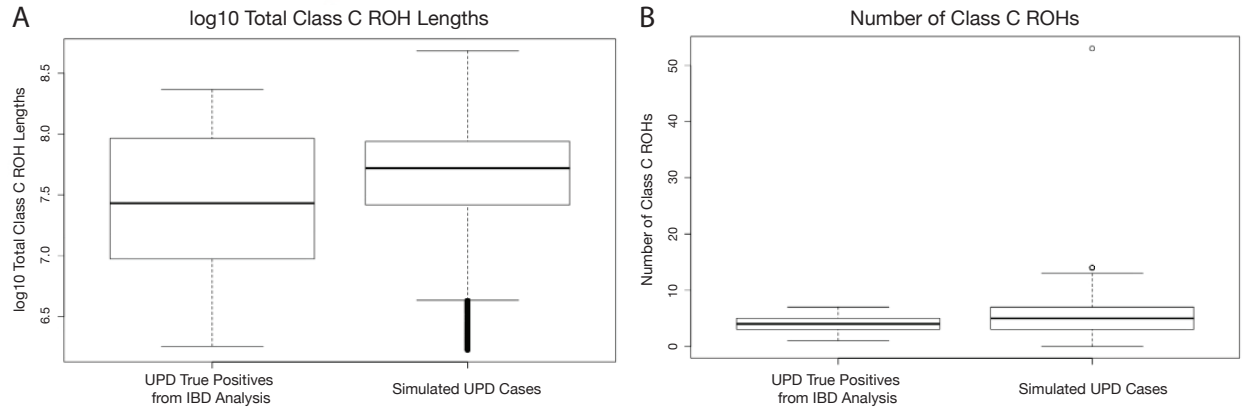 A
log10 Total Class C ROH Lengths
log10 Total Class C ROH Lengths
8.5
8.0
7.5
7.0
6.5
UPD True Positives
from IBD Analysis
Simulated UPD Cases
B
Number of Class C ROHs
Number of Class C ROHs
50
40
30
20
10
0
UPD True Positives
from IBD Analysis
Simulated UPD Cases